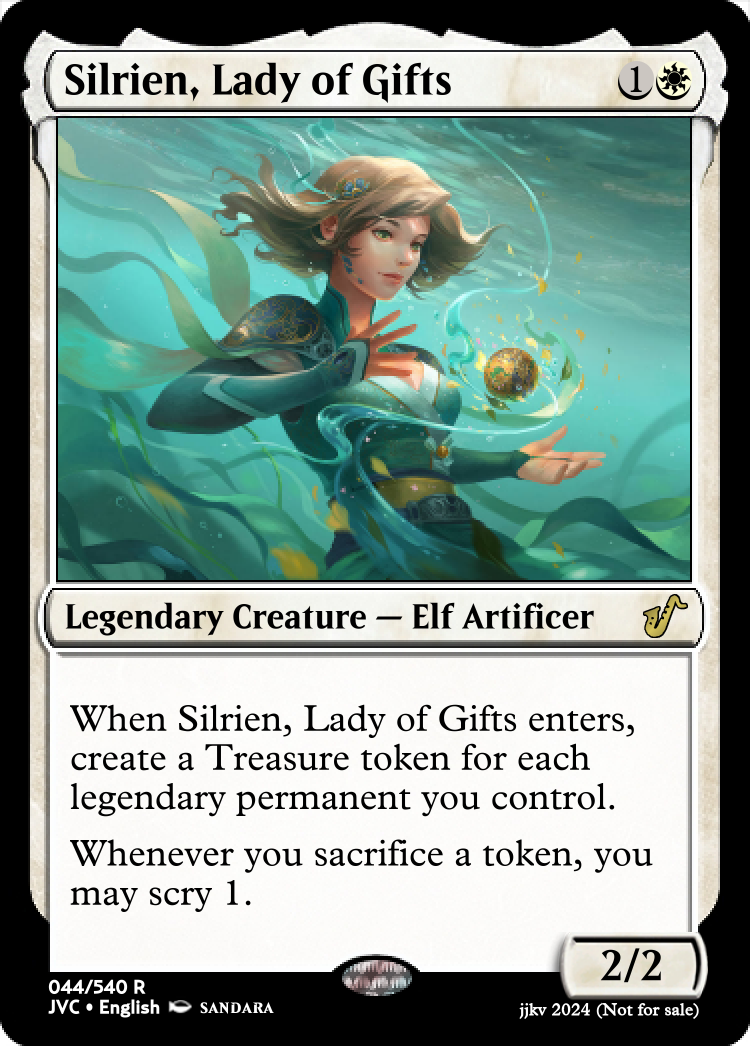 Silrien, Lady of Gifts 1
Legendary Creature — Elf Artificer
When Silrien, Lady of Gifts enters,
create a Treasure token for each
legendary permanent you control.
Whenever you sacrifice a token, you
may scry 1.
2/2
044/540 R
JVC • English SANDARA
jjkv 2024 (Not for sale)